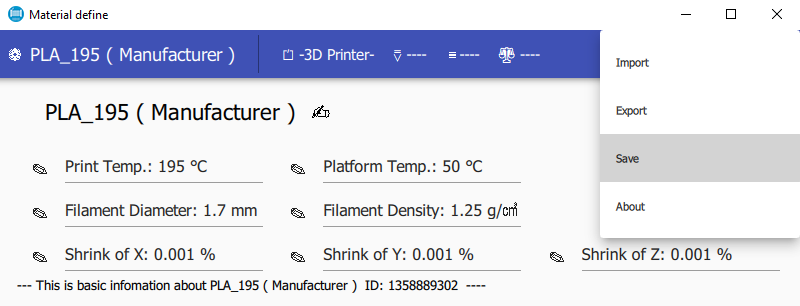 Material define
PLA_195 ( Manufacturer )
-3D Printer-
----
----
----
Import
Export
Save
About
PLA_195 ( Manufacturer )
Print Temp.: 195 °C
Platform Temp.: 50 °C
Filament Diameter: 1.7 mm
Filament Density: 1.25 g/㎤
Shrink of X: 0.001 %
Shrink of Y: 0.001 %
Shrink of Z: 0.001 %
--- This is basic infomation about PLA_195 ( Manufacturer ) ID: 1358889302 ----